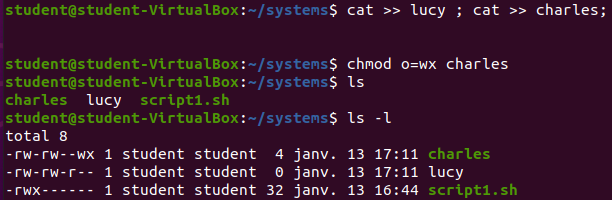 student@student-VirtualBox:~/systems$ cat >> lucy ; cat >> charles;
student@student-VirtualBox:~/systems$ chmod o=wx charles
student@student-VirtualBox:~/systems$ ls
charles  lucy  script1.sh
student@student-VirtualBox:~/systems$ ls -l
total 8
-rw-rw--wx 1 student student  4 janv. 13 17:11 charles
-rw-rw-r-- 1 student student  0 janv. 13 17:11 lucy
-rwx------ 1 student student 32 janv. 13 16:44 script1.sh